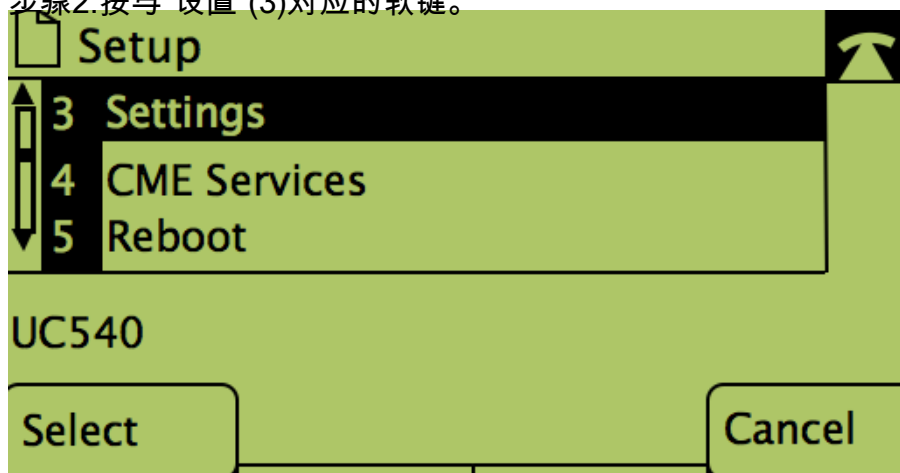 步骤2.按与"设置"(3)对应的软键。
Setup
3 Settings
4 CME Services
5 Reboot
UC540
Select Cancel